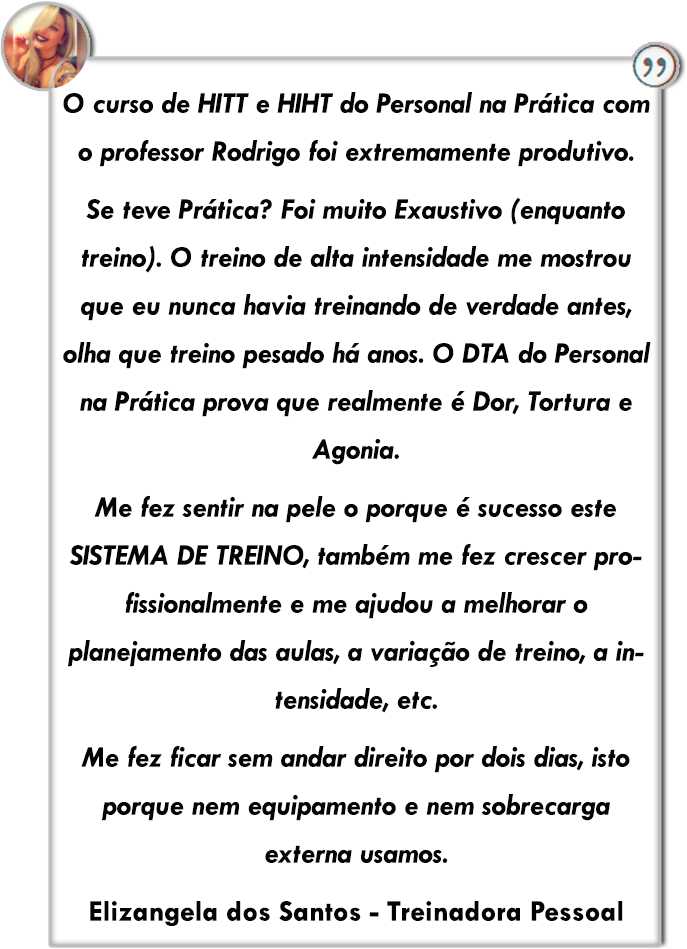 O curso de HITT e HIHT do Personal na Prática com
o professor Rodrigo foi extremamente produtivo.
Se teve Prática? Foi muito Exaustivo (enquanto
treino). O treino de alta intensidade me mostrou
que eu nunca havia treinando de verdade antes,
olha que treino pesado há anos. O DTA do Personal
na Prática prova que realmente é Dor, Tortura e
Agonia.
Me fez sentir na pele o porque é sucesso este
SISTEMA DE TREINO, também me fez crescer pro-
fissionalmente e me ajudou a melhorar o
planejamento das aulas, a variação de treino, a in-
tensidade, etc.
Me fez ficar sem andar direito por dois dias, isto
porque nem equipamento e nem sobrecarga
externa usamos.
Elizangela dos Santos - Treinadora Pessoal